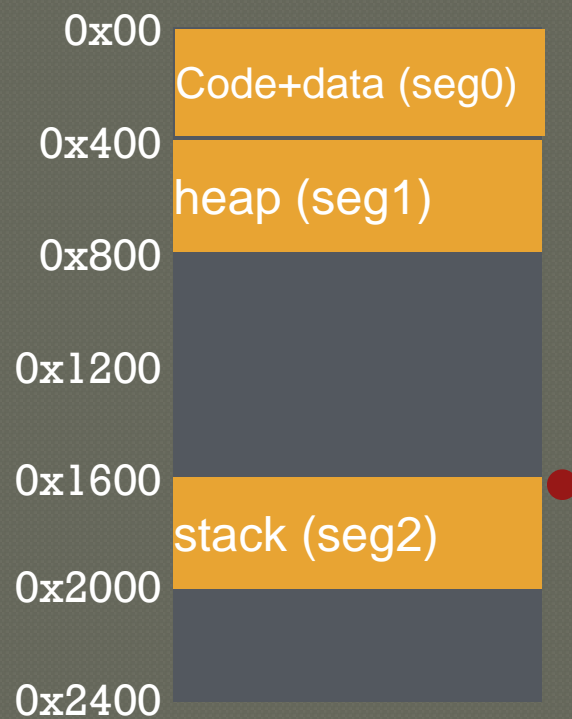 0x00
Code+data (seg0)
0x400
heap (seg1)
0x800
0x1200
0x1600
stack (seg2)
0x2000
0x2400